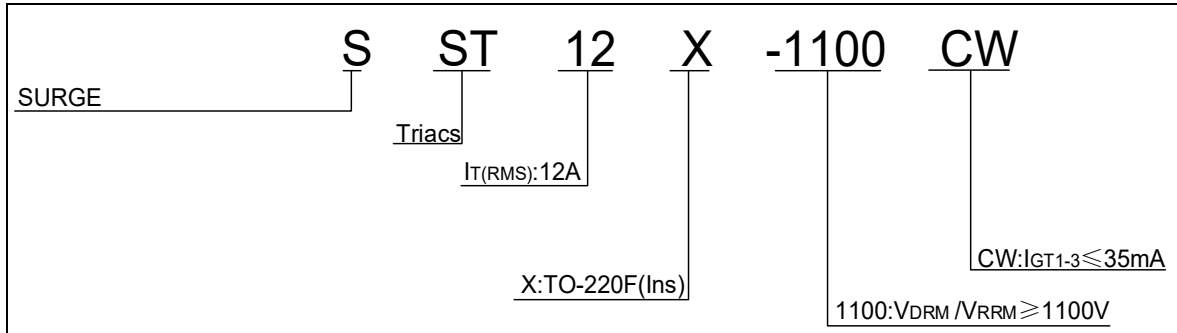 S ST 12 X -1100 CW
SURGE
Triacs
IT(RMS):12A
CW:IGT1-3≦35mA
X:TO-220F(Ins)
1100:VDRM /VRRM≧1100V